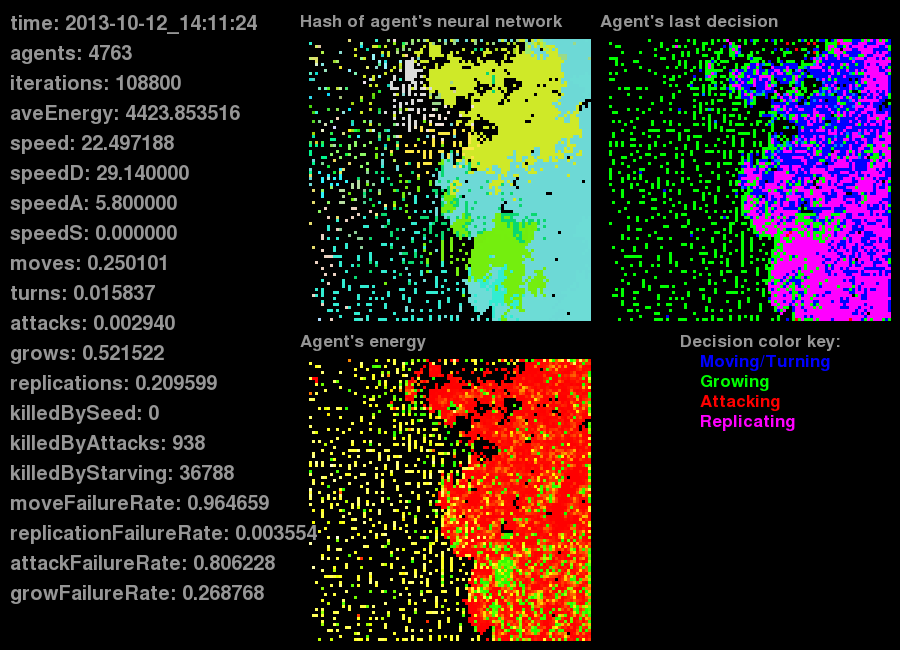 time: 2013-10-12_14:11:24
agents: 4763
iterations: 108800
aveEnergy: 4423.853516
speed: 22.497188
speedD: 29.140000
speedA: 5.800000
speedS: 0.000000
moves: 0.250101
turns: 0.015837
attacks: 0.002940
grows: 0.521522
replications: 0.209599
killedBySeed: 0
killedByAttacks: 938
killedByStarving: 36788
moveFailureRate: 0.964659
replicationFailureRate: 0.003554
attackFailureRate: 0.806228
growFailureRate: 0.268768
Hash of agent's neural network
Agent's last decision
Agent's energy
Decision color key:
Moving/Turning
Growing
Attacking
Replicating